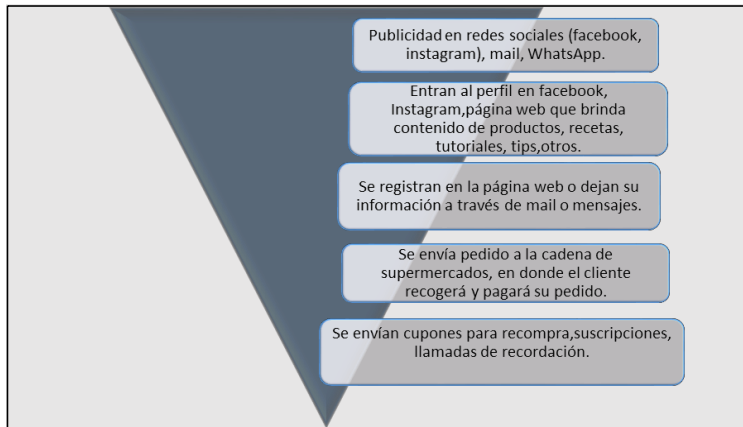 Publicidad en redes sociales (facebook,
instagram), mail, WhatsApp.
Entran al perfil en facebook,
Instagram,página web que brinda
contenido de productos, recetas,
tutoriales, tips,otros.
Se registran en la página web o dejan su
información a través de mail o mensajes.
Se envía pedido a la cadena de
supermercados, en donde el cliente
recogerá y pagará su pedido.
Se envían cupones para recompra,suscripciones,
llamadas de recordación.